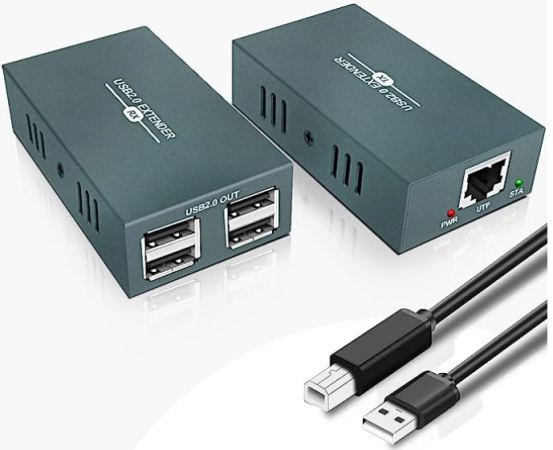 USB2.0 EXTENDER
RX
USB2.0 OUT
USB2.0 EXTENDER
TX
PWR
UTP
STA